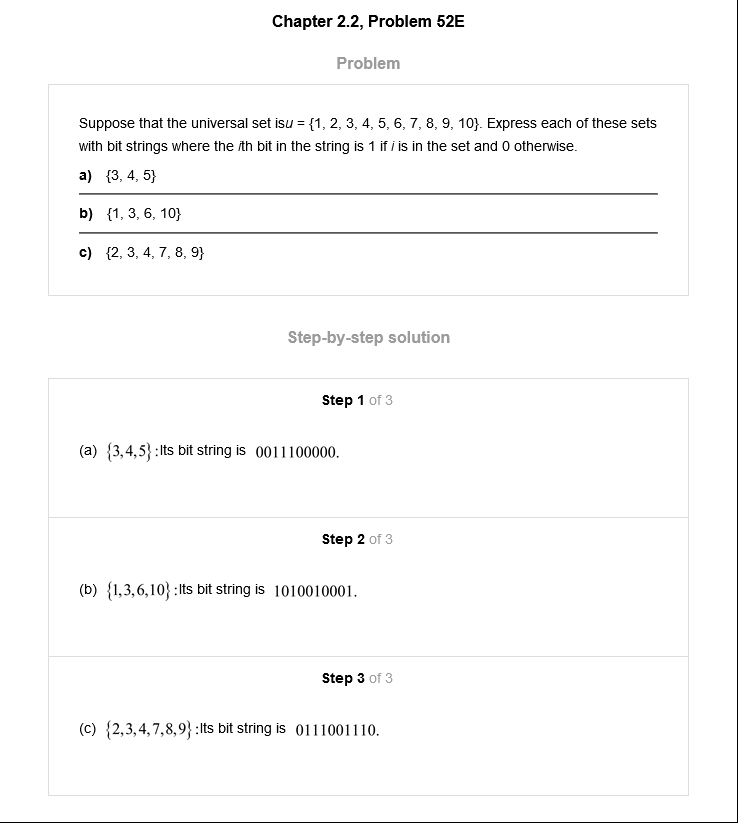 Chapter 2.2, Problem 52E
Problem
Suppose that the universal set isu = {1, 2, 3, 4, 5, 6, 7, 8, 9, 10}. Express each of these sets
with bit strings where the ith bit in the string is 1 if i is in the set and 0 otherwise.
a) {3, 4, 5}
b) {1, 3, 6, 10}
c) {2, 3, 4, 7, 8, 9}
Step-by-step solution
Step 1 of 3
(a) {3,4,5} :Its bit string is 0011100000.
Step 2 of 3
(b) {1,3,6,10} :Its bit string is 1010010001.
Step 3 of 3
(c) {2,3,4,7,8,9} :Its bit string is 0111001110.